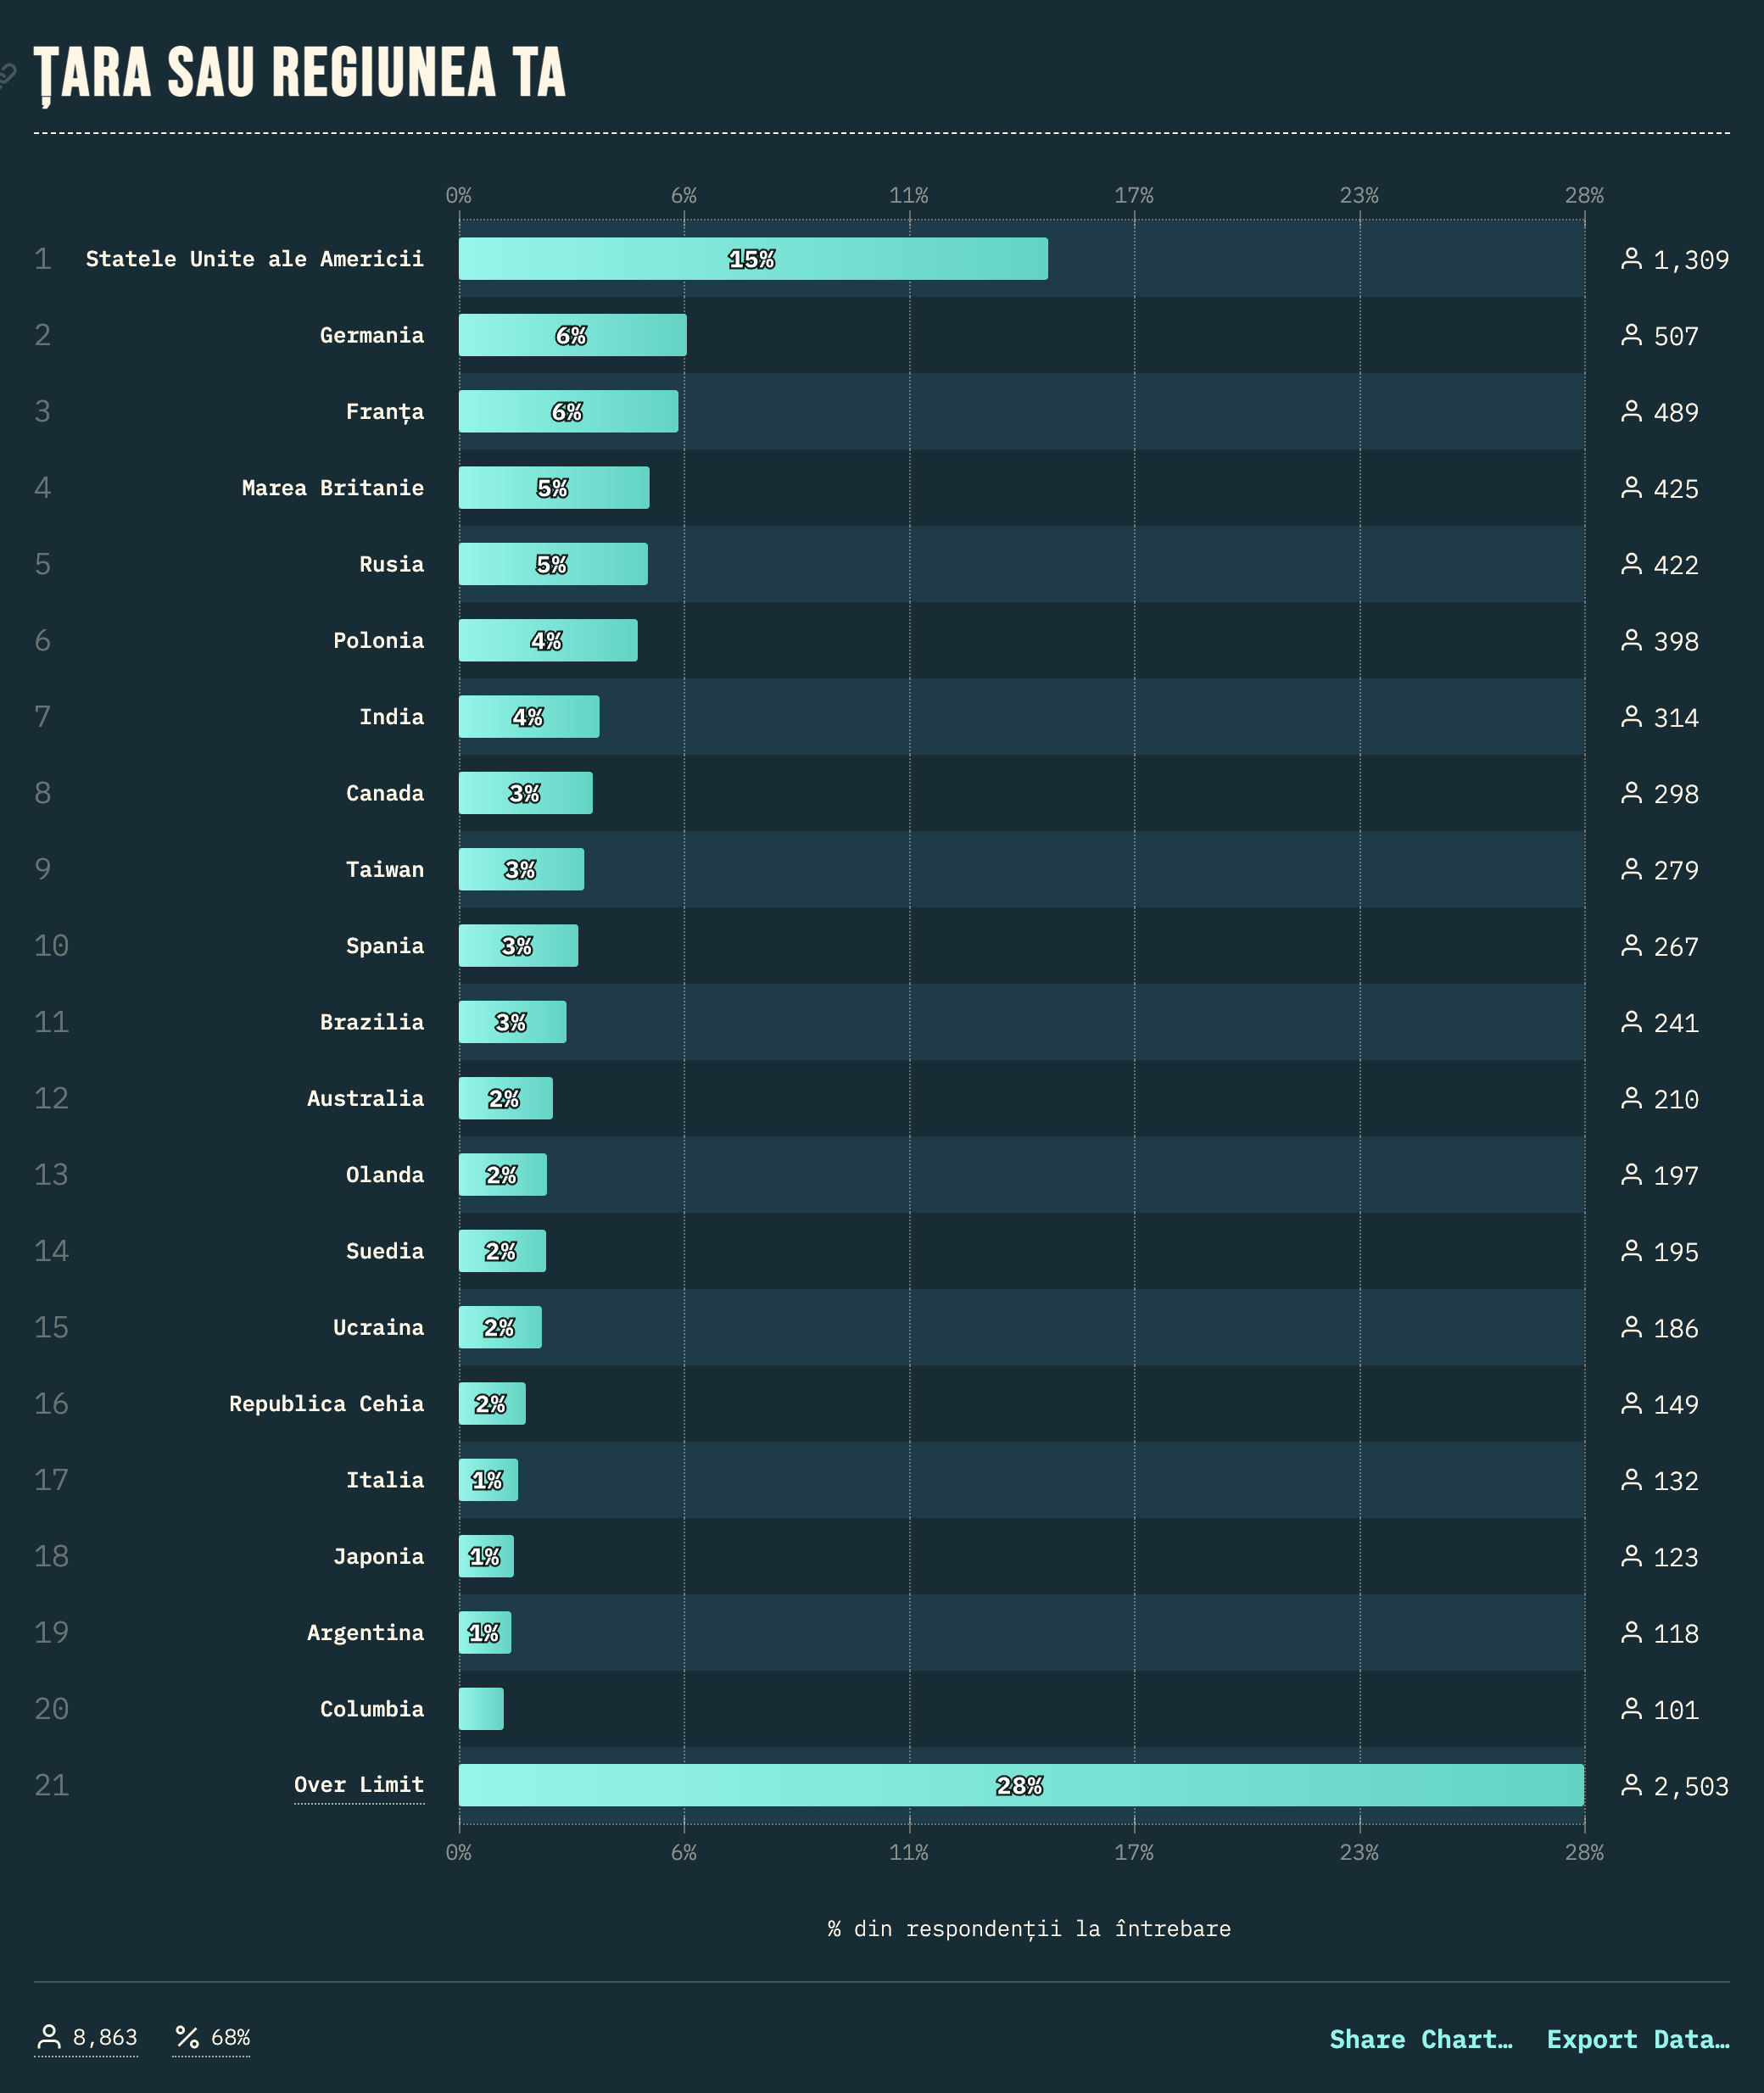 ȚARA SAU REGIUNEA TA
0% 6% 11% 17% 23% 28%
1 Statele Unite ale Americii 15% 1,309
2 Germania 6% 507
3 Franța 6% 489
4 Marea Britanie 5% 425
5 Rusia 5% 422
6 Polonia 4% 398
7 India 4% 314
8 Canada 3% 298
9 Taiwan 3% 279
10 Spania 3% 267
11 Brazilia 3% 241
12 Australia 2% 210
13 Olanda 2% 197
14 Suedia 2% 195
15 Ucraina 2% 186
16 Republica Cehia 2% 149
17 Italia 1% 132
18 Japonia 1% 123
19 Argentina 1% 118
20 Columbia 101
21 Over Limit 28% 2,503
0% 6% 11% 17% 23% 28%
% din respondenții la întrebare
8,863 % 68% Share Chart… Export Data…